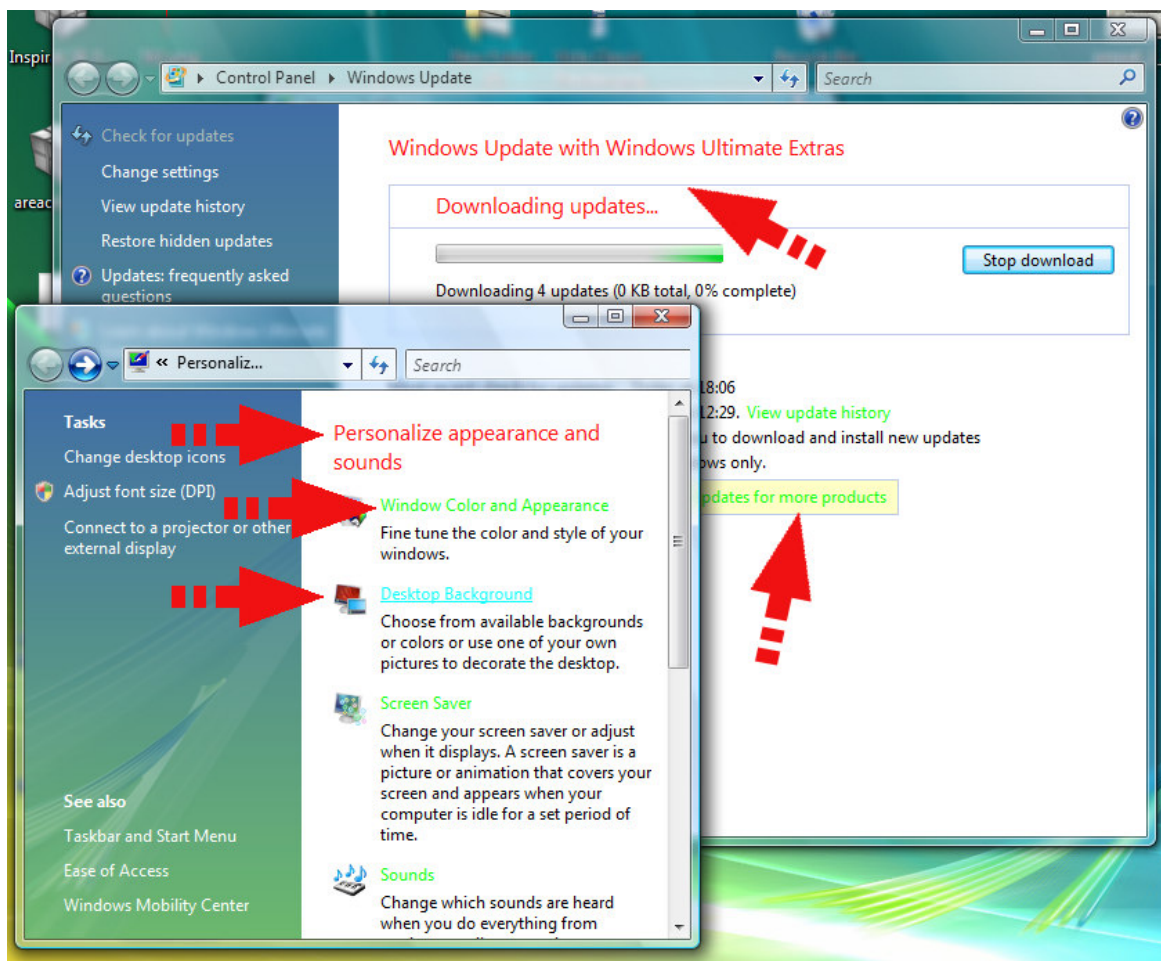 Inspir
Control Panel Windows Update
Search
Check for updates
Change settings
areac
View update history
Restore hidden updates
Updates: frequently asked
questions
Windows Update with Windows Ultimate Extras
Downloading updates...
Stop download
Downloading 4 updates (0 KB total, 0% complete)
18:06
12:29. View update history
u to download and install new updates
ows only.
pdates for more products
« Personaliz...
Search
Tasks
Change desktop icons
Adjust font size (DPI)
Connect to a projector or other
external display
See also
Taskbar and Start Menu
Ease of Access
Windows Mobility Center
Personalize appearance and
sounds
Window Color and Appearance
Fine tune the color and style of your
windows.
Desktop Background
Choose from available backgrounds
or colors or use one of your own
pictures to decorate the desktop.
Screen Saver
Change your screen saver or adjust
when it displays. A screen saver is a
picture or animation that covers your
screen and appears when your
computer is idle for a set period of
time.
Sounds
Change which sounds are heard
when you do everything from